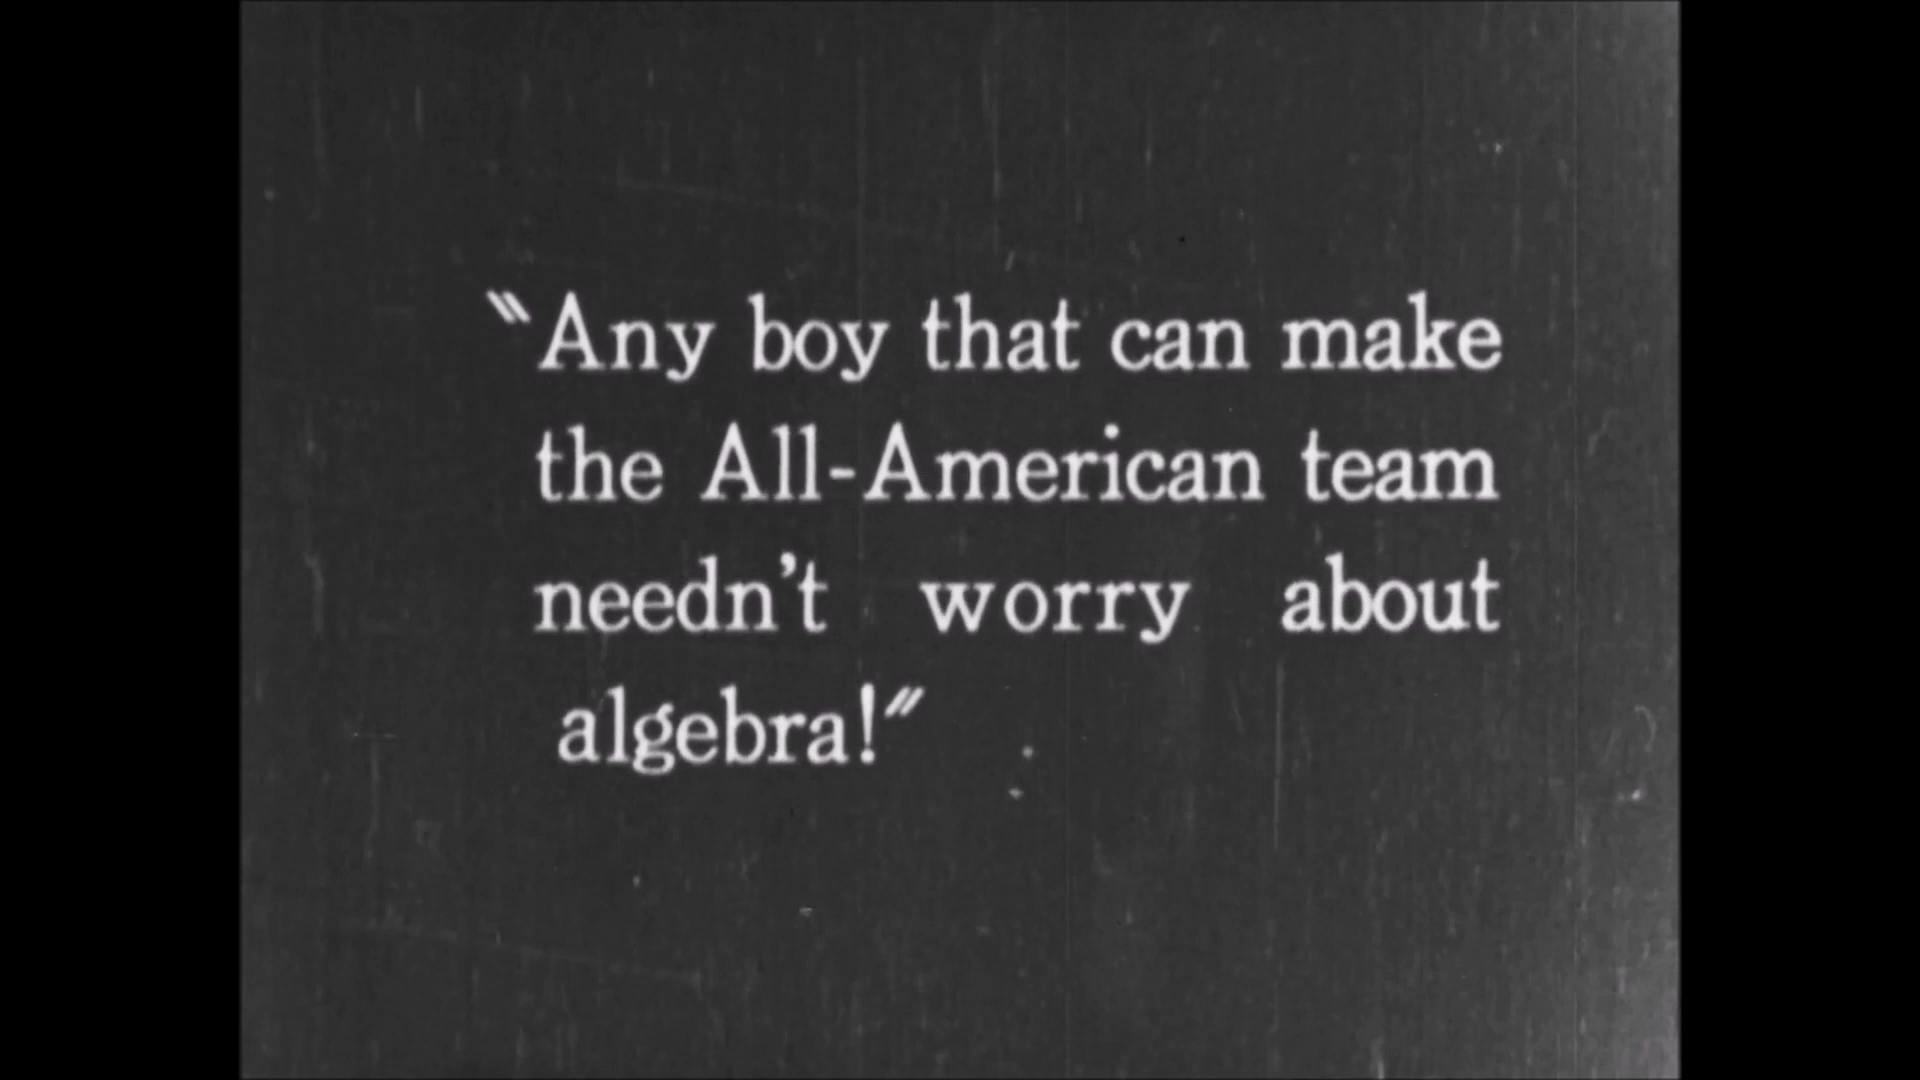 "Any boy that can make
the All-American team
needn't worry about
algebra!"